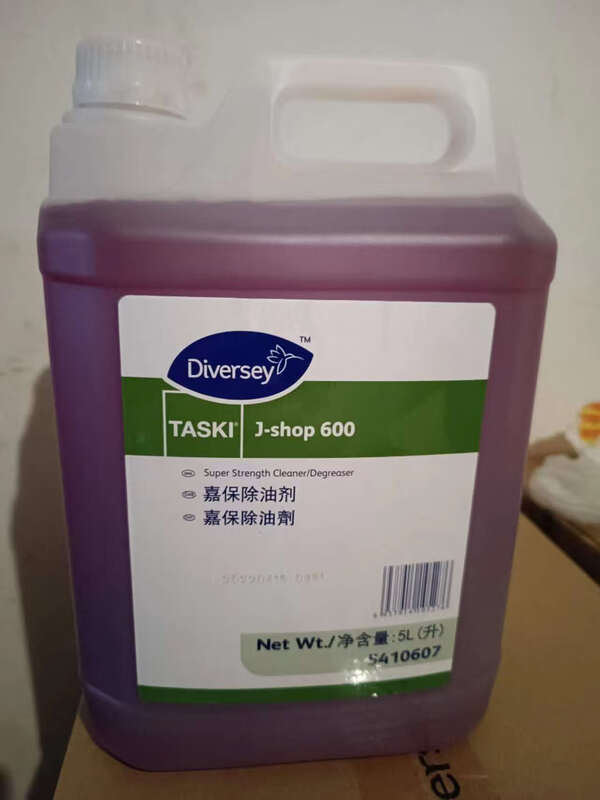 Diversey™
TASKI® J-shop 600
Super Strength Cleaner/Degreaser
嘉保除油剂
嘉保除油劑
Net Wt./净含量: 5L (升)
5410607